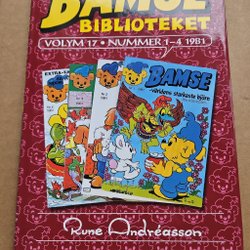 BAMSE
BIBLIOTEKET
VOLYM 17 • NUMMER 1–4 1981
BAMSE
världens starkaste björn
Rune Andréasson